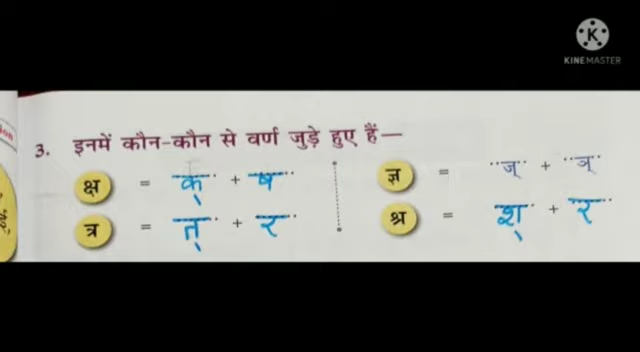 KINEMASTER
3. इनमें कौन-कौन से वर्ण जुड़े हुए हैं—
क्ष = क् + ष ज्ञ = ज् + ञ्
त्र = त् + र श्र = श् + र